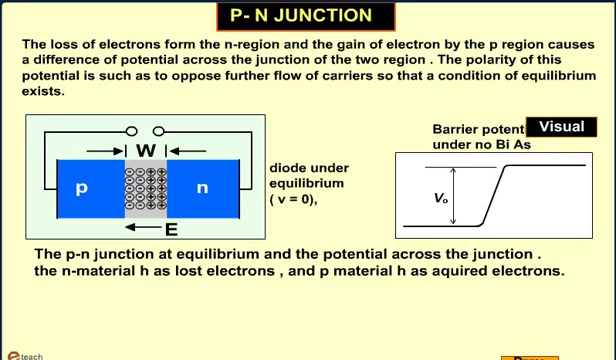 P- N JUNCTION
The loss of electrons form the n-region and the gain of electron by the p region causes
a difference of potential across the junction of the two region . The polarity of this
potential is such as to oppose further flow of carriers so that a condition of equilibrium
exists.
W
p
n
E
diode under
equilibrium
( v = 0),
Barrier potenti
under no Bi As
Visual
Vo
The p-n junction at equilibrium and the potential across the junction .
the n-material h as lost electrons , and p material h as aquired electrons.
e teach